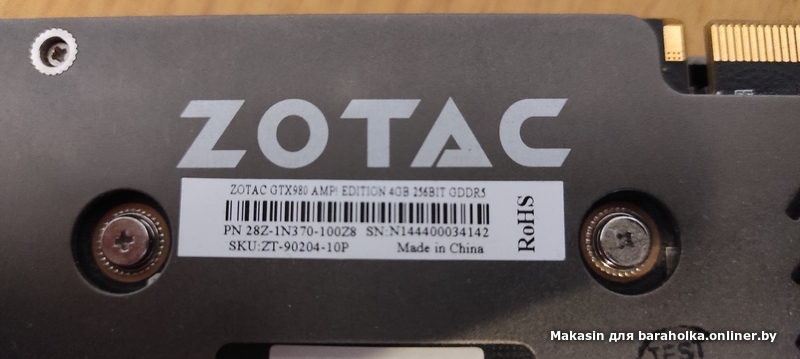 ZOTAC
ZOTAC GTX980 AMP! EDITION 4GB 256BIT GDDR5
PN 28Z-1N370-100Z8 SN:N144400034142
SKU:ZT-90204-10P Made in China
RoHS
Makasin для baraholka.onliner.by